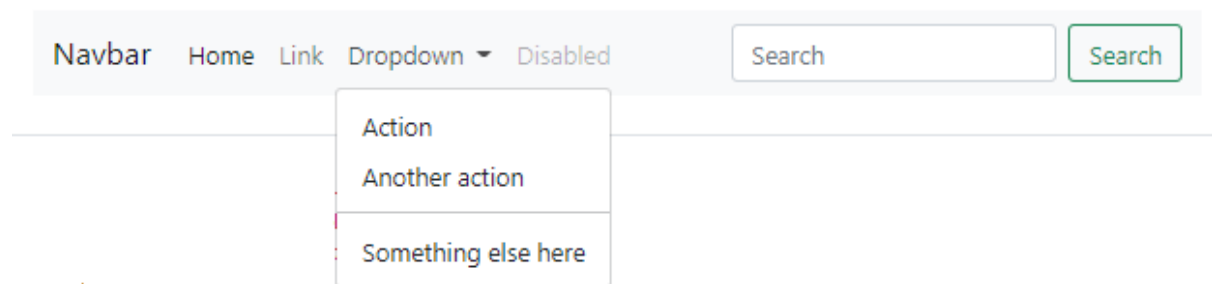 Navbar Home Link Dropdown Disabled Search Search
Action
Another action
Something else here